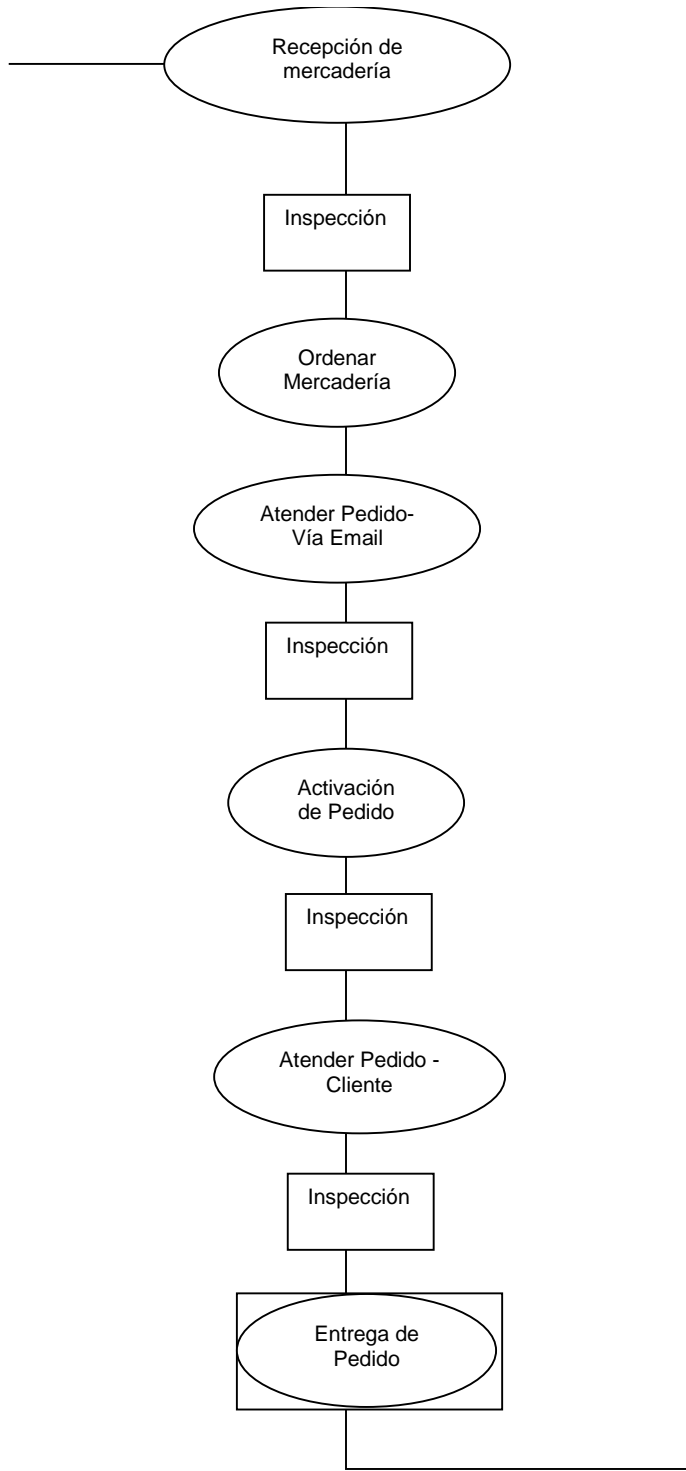 Recepción de
mercadería
Inspección
Ordenar
Mercadería
Atender Pedido-
Vía Email
Inspección
Activación
de Pedido
Inspección
Atender Pedido -
Cliente
Inspección
Entrega de
Pedido